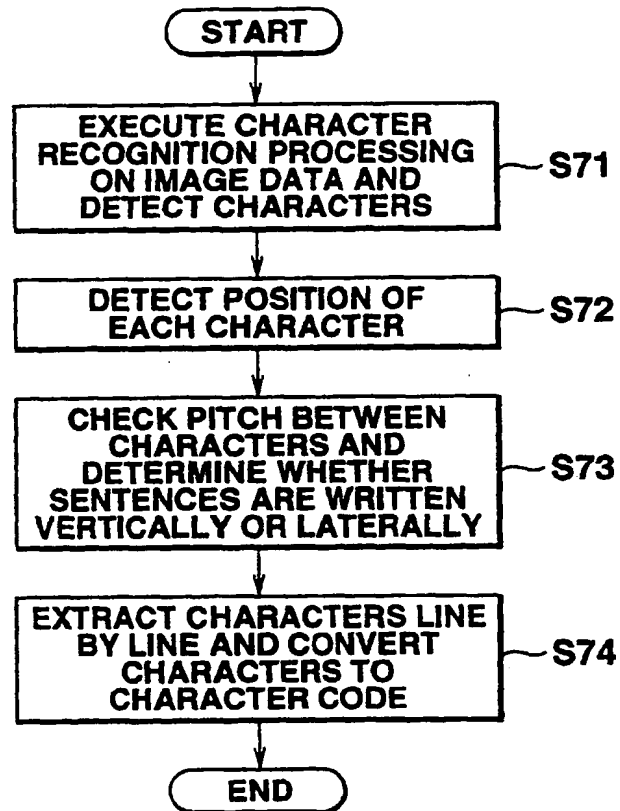 START
EXECUTE CHARACTER
RECOGNITION PROCESSING
ON IMAGE DATA AND
DETECT CHARACTERS
S71
DETECT POSITION OF
EACH CHARACTER
S72
CHECK PITCH BETWEEN
CHARACTERS AND
DETERMINE WHETHER
SENTENCES ARE WRITTEN
VERTICALLY OR LATERALLY
S73
EXTRACT CHARACTERS LINE
BY LINE AND CONVERT
CHARACTERS TO
CHARACTER CODE
S74
END